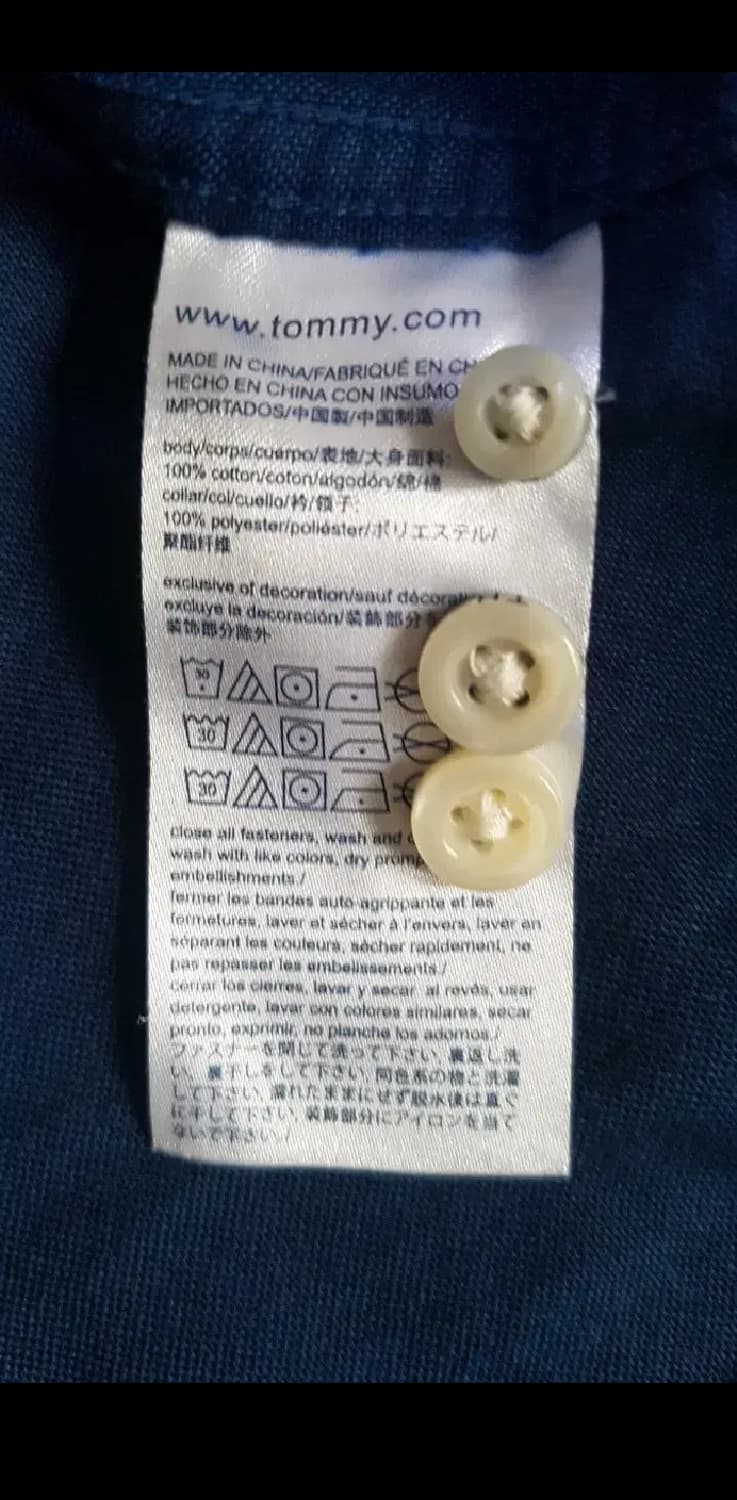 www.tommy.com
MADE IN CHINA/FABRIQUÉ EN CH
HECHO EN CHINA CON INSUMO
IMPORTADOS/中国製/中国制造
body/corps/cuerpo/表地/大身面料:
100% cotton/coton/algodón/綿/棉
collar/col/cuello/衿/领子:
100% polyester/poliéster/ポリエステル/
聚酯纤维
exclusive of decoration/sauf décorat
excluye la decoración/装飾部分
装饰部分除外
30
30
30
close all fasteners, wash and
wash with like colors, dry promp
embellishments./
fermer les bandes auto-agrippante et les
fermetures, laver et sécher à l'envers, laver en
séparant les couleurs, sécher rapidement, ne
pas repasser les embellissements./
cerrar los cierres, lavar y secar al revés, usar
detergente, lavar con colores similares, secar
pronto, exprimir, no planche los adornos./
ファスナーを閉じて洗って下さい, 裏返し洗
い, 裏干しをして下さい, 同色系の物と洗濯
して下さい, 濡れたままにせず脱水後は直ぐ
に干して下さい, 装飾部分にアイロンを当て
ないで下さい./